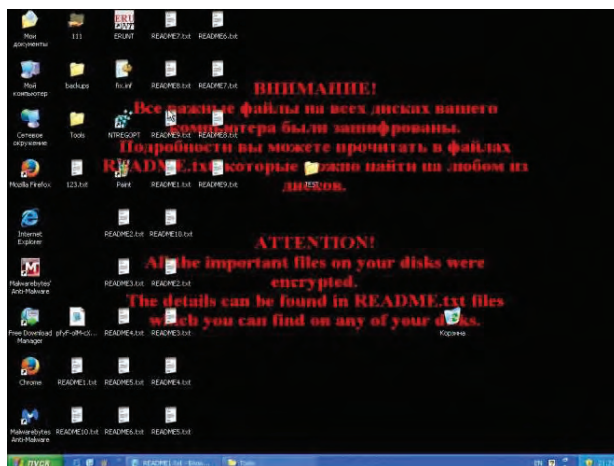 Мои документы
111
ERUNT
README7.txt
README6.txt
Мой компьютер
backups
fix.inf
README8.txt
README7.txt
ВНИМАНИЕ!
Все важные файлы на всех дисках вашего
компьютера были зашифрованы.
Подробности вы можете прочитать в файлах
README.txt, которые можно найти на любом из
дисков.
Сетевое окружение
Tools
NTREGOPT
README9.txt
README8.txt
Mozilla Firefox
123.txt
Paint
README1.txt
README9.txt
TEST
Internet Explorer
README2.txt
README10.txt
ATTENTION!
All the important files on your disks were
encrypted.
The details can be found in README.txt files
which you can find on any of your disks.
Malwarebytes' Anti-Malware
README3.txt
README2.txt
Free Download Manager
README4.txt
README3.txt
Корзина
Chrome
README1.txt
README5.txt
README4.txt
Malwarebytes Anti-Malware
README10.txt
README6.txt
README5.txt
пуск
README1.txt
Tools
EN